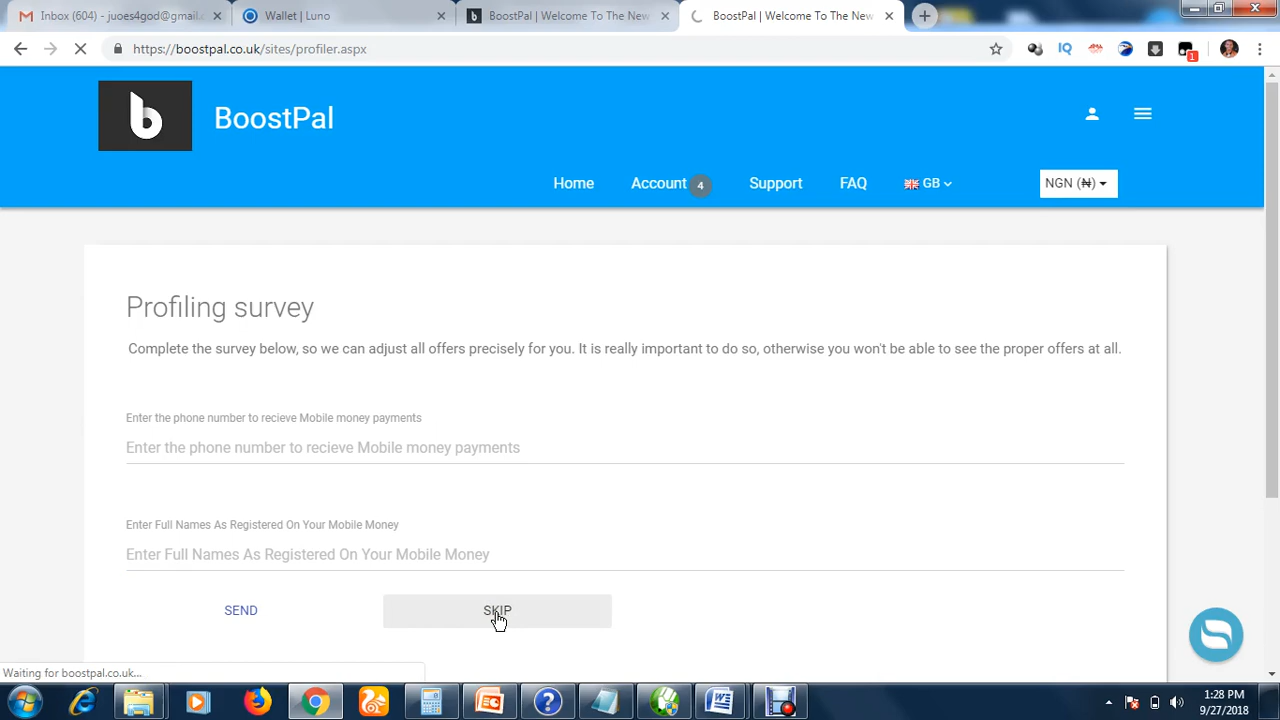 Inbox (604) - juoes4god@gmail.c
Wallet | Luno
BoostPal | Welcome To The New
BoostPal | Welcome To The New
https://boostpal.co.uk/sites/profiler.aspx
IQ
1
b
BoostPal
Home
Account 4
Support
FAQ
GB
NGN (₦)
Profiling survey
Complete the survey below, so we can adjust all offers precisely for you. It is really important to do so, otherwise you won't be able to see the proper offers at all.
Enter the phone number to recieve Mobile money payments
Enter the phone number to recieve Mobile money payments
Enter Full Names As Registered On Your Mobile Money
Enter Full Names As Registered On Your Mobile Money
SEND
SKIP
Waiting for boostpal.co.uk...
1:28 PM
9/27/2018